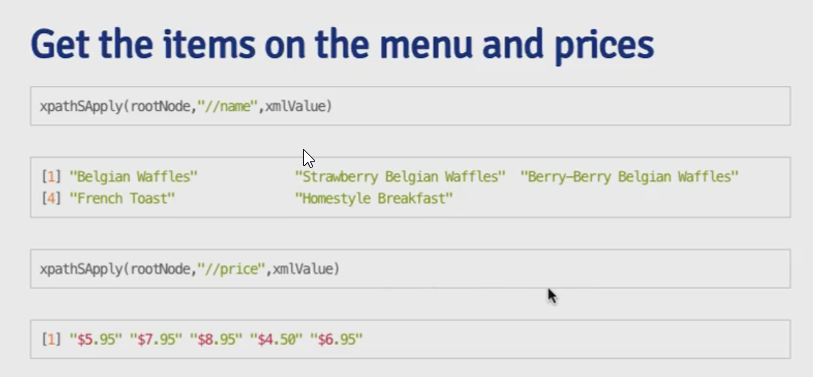 Get the items on the menu and prices
xpathSApply(rootNode,"//name",xmlValue)
[1] "Belgian Waffles" "Strawberry Belgian Waffles" "Berry-Berry Belgian Waffles"
[4] "French Toast" "Homestyle Breakfast"
xpathSApply(rootNode,"//price",xmlValue)
[1] "$5.95" "$7.95" "$8.95" "$4.50" "$6.95"